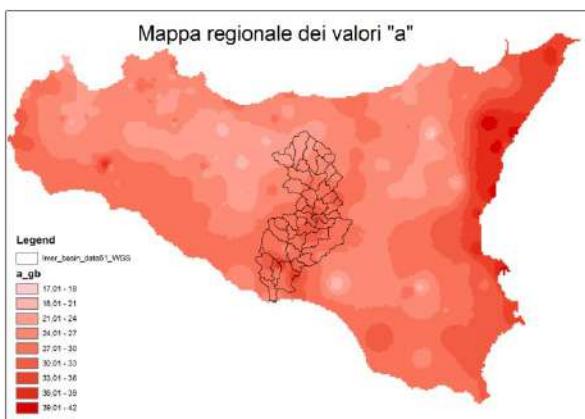 Mappa regionale dei valori "a"
Legend
Imer_basin_data51_WGS
a_gb
17,01 - 18
18,01 - 21
21,01 - 24
24,01 - 27
27,01 - 30
30,01 - 33
33,01 - 36
36,01 - 39
39,01 - 42